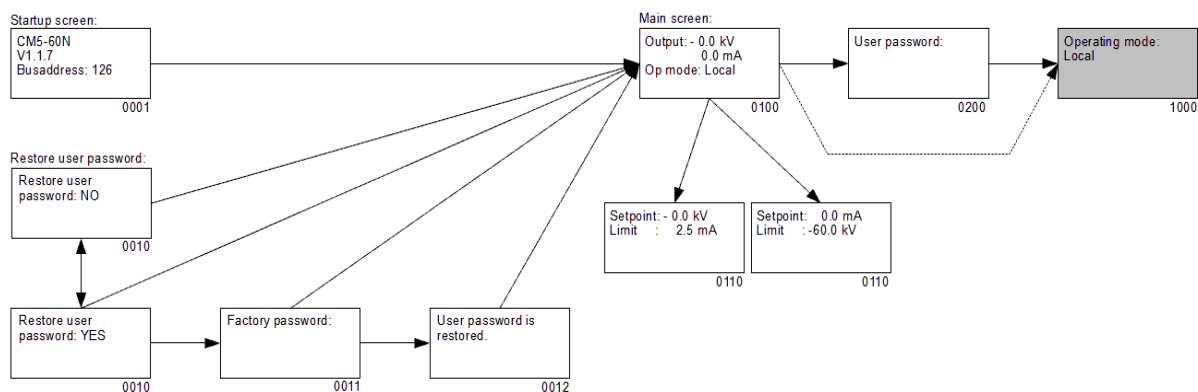 Startup screen:
CM5-60N
V1.1.7
Busaddress: 126
0001
Main screen:
Output: - 0.0 kV
0.0 mA
Op mode: Local
0100
User password:
0200
Operating mode:
Local
1000
Restore user password:
Restore user
password: NO
0010
Setpoint: - 0.0 kV
Limit : 2.5 mA
0110
Setpoint: 0.0 mA
Limit : -60.0 kV
0110
Restore user
password: YES
0010
Factory password:
0011
User password is
restored.
0012